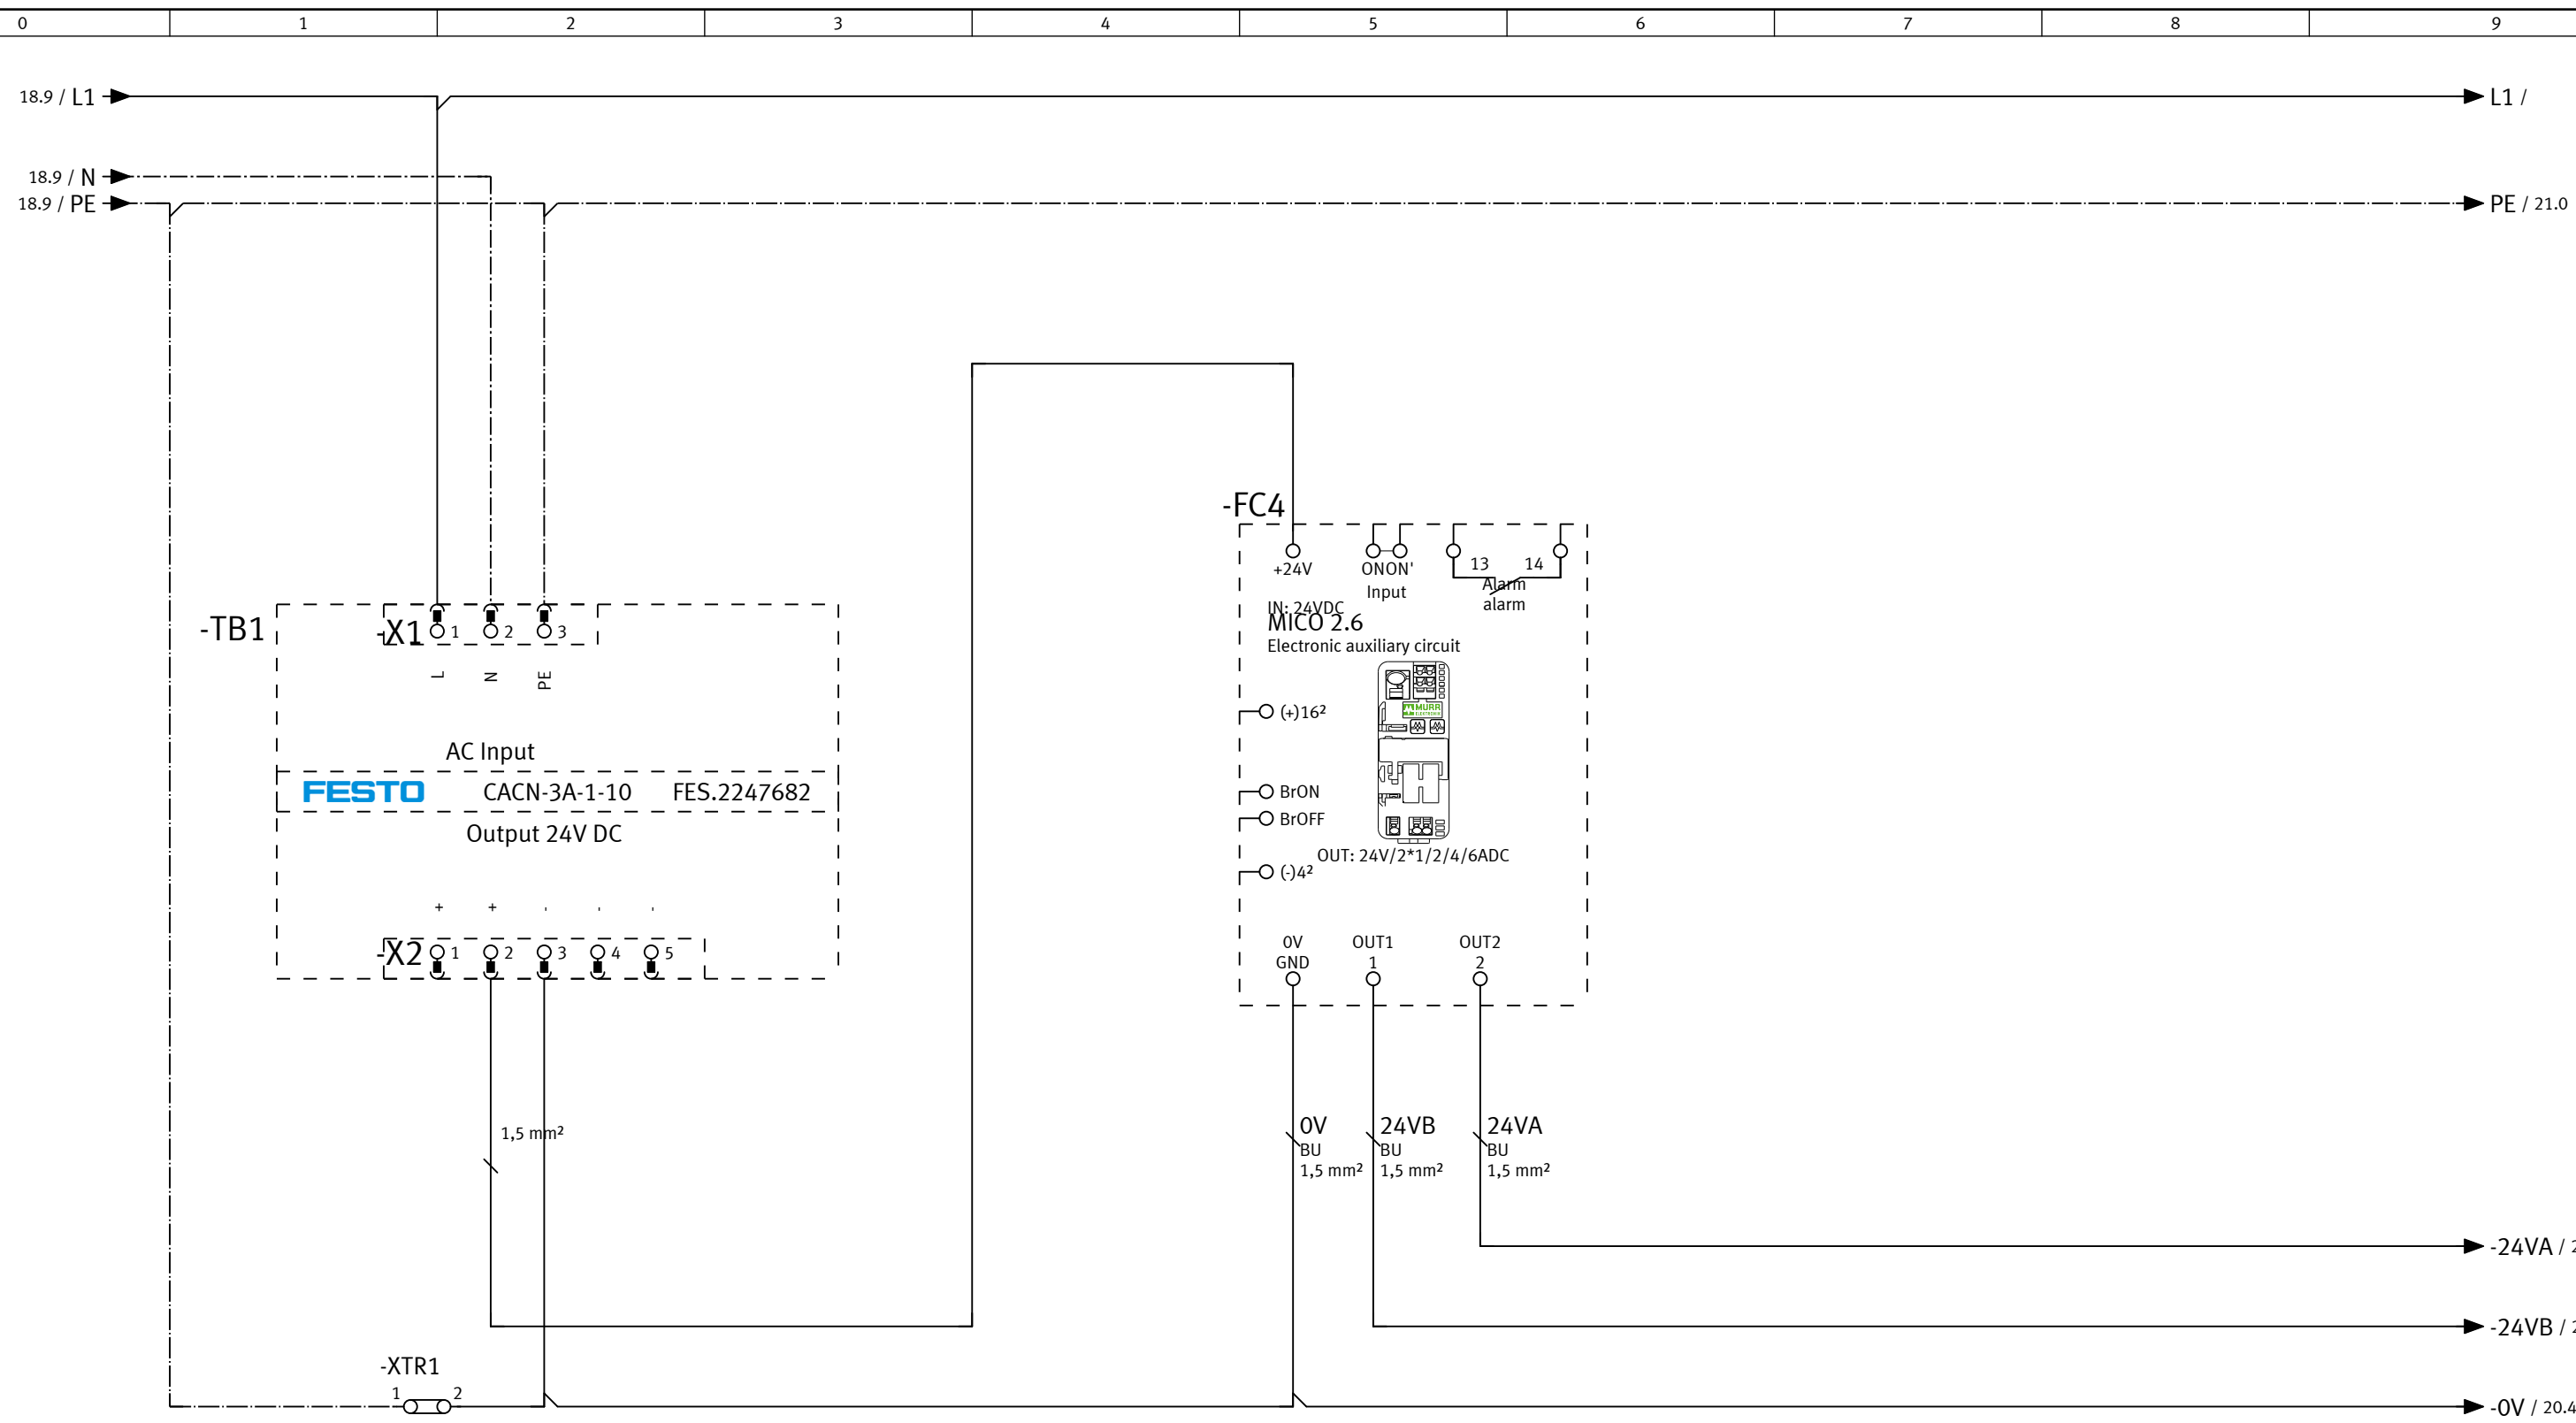 0 1 2 3 4 5 6 7 8 9
18.9 / L1
L1 /
18.9 / N
18.9 / PE
PE / 21.0
-FC4
+24V
ONON'
Input
13 14
Alarm
alarm
IN: 24VDC
MICO 2.6
Electronic auxiliary circuit
(+)16²
MURR
BrON
BrOFF
OUT: 24V/2*1/2/4/6ADC
(-)4²
0V
GND
OUT1
1
OUT2
2
-TB1
-X1
1 2 3
L N PE
AC Input
FESTO CACN-3A-1-10 FES.2247682
Output 24V DC
+ + - - -
-X2
1 2 3 4 5
1,5 mm²
0V
BU
1,5 mm²
24VB
BU
1,5 mm²
24VA
BU
1,5 mm²
-24VA /
-24VB /
-XTR1
1 2
-0V / 20.4